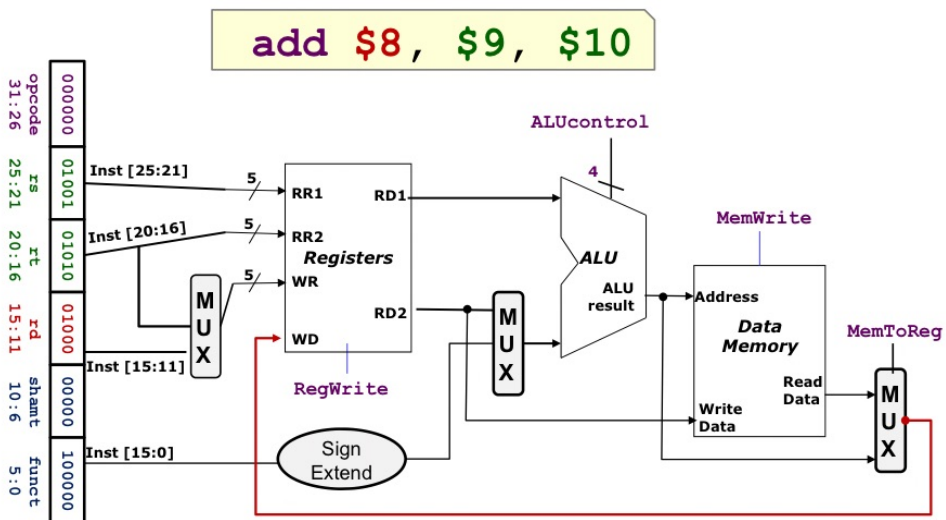 add $8, $9, $10
opcode
31:26
000000
rs
25:21
01001
rt
20:16
01010
rd
15:11
01000
shamt
10:6
00000
funct
5:0
100000
Inst [25:21]
Inst [20:16]
Inst [15:11]
Inst [15:0]
5
5
5
MUX
RR1
RR2
WR
WD
Registers
RD1
RD2
RegWrite
Sign
Extend
MUX
ALUcontrol
4
ALU
ALU
result
MemWrite
Address
Data
Memory
Read
Data
Write
Data
MemToReg
MUX